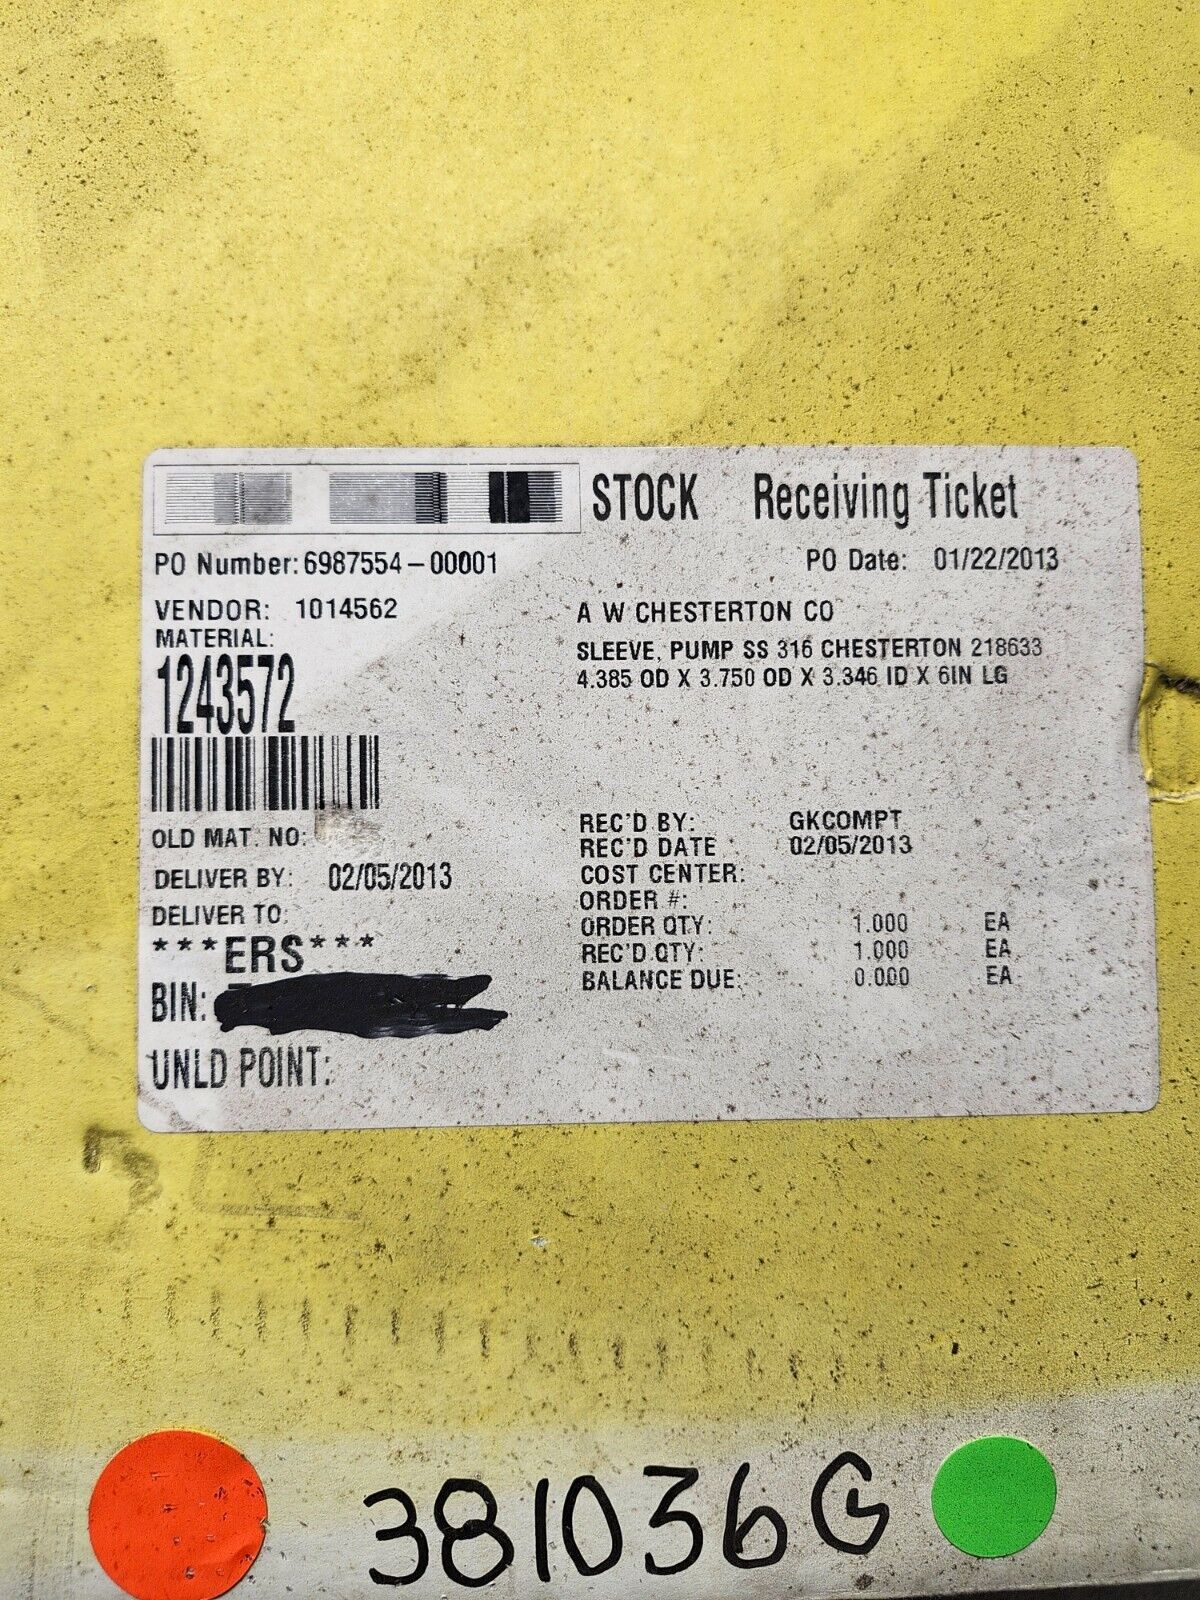 STOCK Receiving Ticket
PO Number: 6987554-00001 PO Date: 01/22/2013
VENDOR: 1014562 A W CHESTERTON CO
MATERIAL:
1243572
SLEEVE, PUMP SS 316 CHESTERTON 218633
4.385 OD X 3.750 OD X 3.346 ID X 6IN LG
OLD MAT. NO:
DELIVER BY: 02/05/2013
DELIVER TO:
***ERS***
BIN:
UNLD POINT:
REC'D BY: GKCOMPT
REC'D DATE : 02/05/2013
COST CENTER:
ORDER #:
ORDER QTY: 1.000 EA
REC'D QTY: 1.000 EA
BALANCE DUE: 0.000 EA
381036G